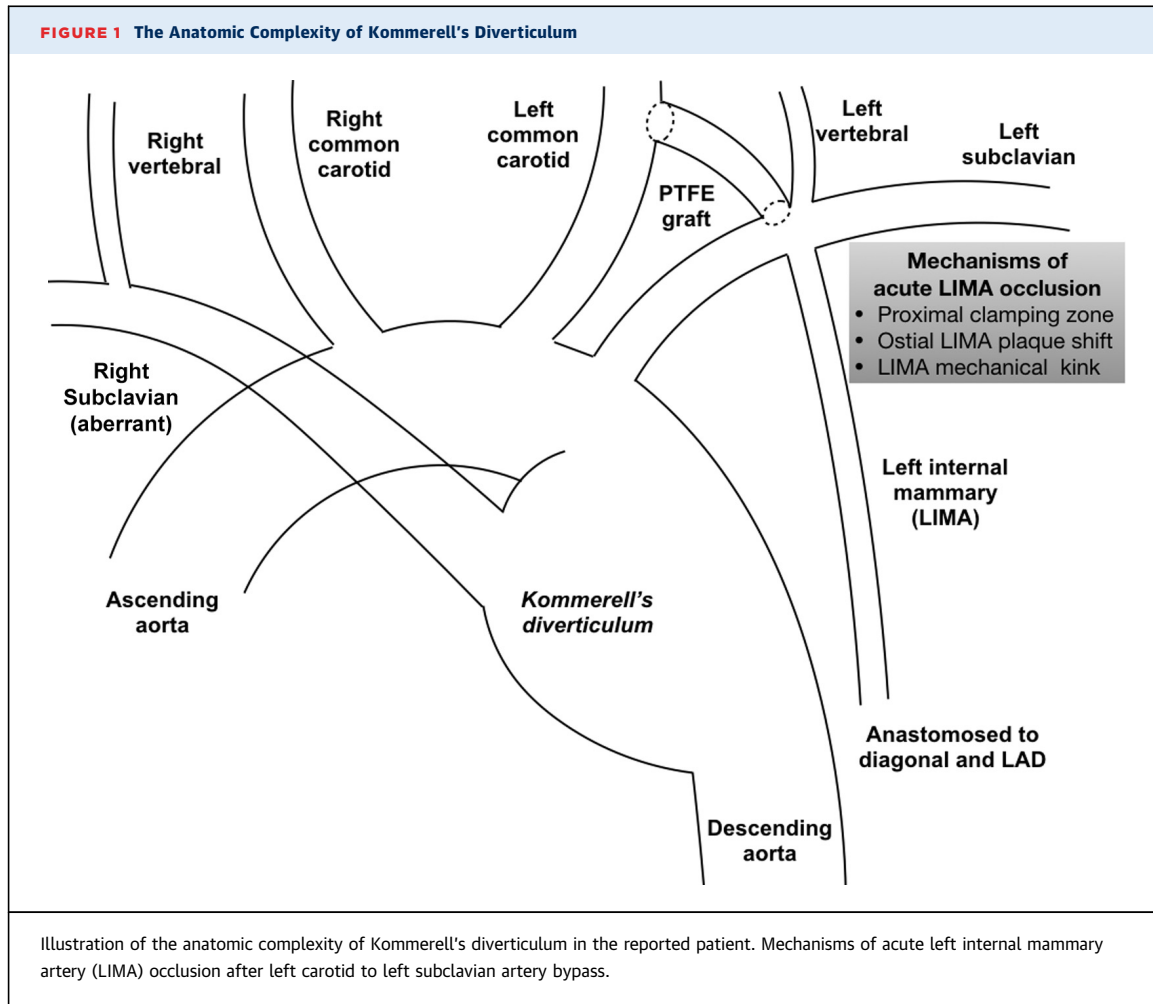 FIGURE 1 The Anatomic Complexity of Kommerell's Diverticulum
Right
vertebral
Right
common
carotid
Left
common
carotid
Left
vertebral
Left
subclavian
PTFE
graft
Mechanisms of
acute LIMA occlusion
• Proximal clamping zone
• Ostial LIMA plaque shift
• LIMA mechanical kink
Right
Subclavian
(aberrant)
Left internal
mammary
(LIMA)
Ascending
aorta
Kommerell's
diverticulum
Anastomosed to
diagonal and LAD
Descending
aorta
Illustration of the anatomic complexity of Kommerell's diverticulum in the reported patient. Mechanisms of acute left internal mammary
artery (LIMA) occlusion after left carotid to left subclavian artery bypass.